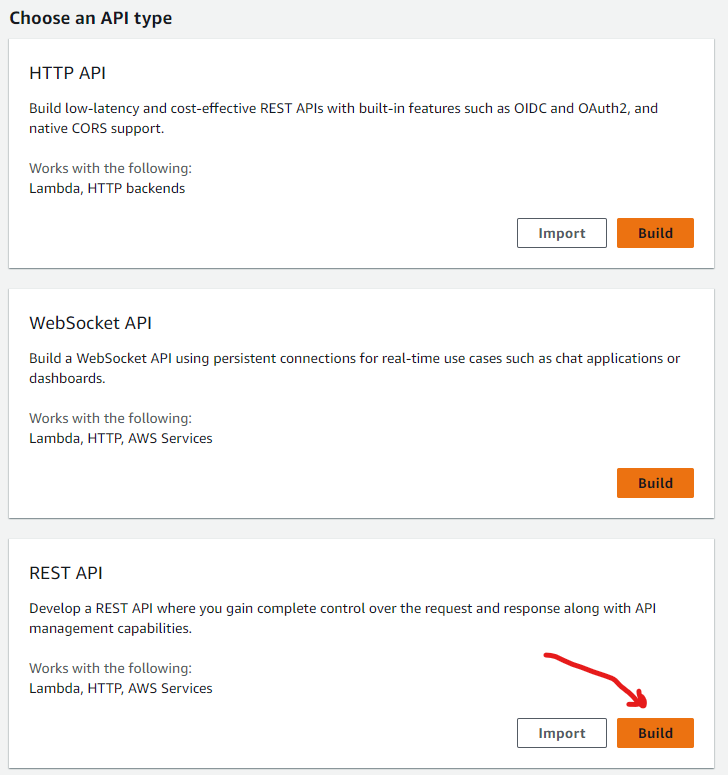 Choose an API type
HTTP API
Build low-latency and cost-effective REST APIs with built-in features such as OIDC and OAuth2, and
native CORS support.
Works with the following:
Lambda, HTTP backends
Import
Build
WebSocket API
Build a WebSocket API using persistent connections for real-time use cases such as chat applications or
dashboards.
Works with the following:
Lambda, HTTP, AWS Services
Build
REST API
Develop a REST API where you gain complete control over the request and response along with API
management capabilities.
Works with the following:
Lambda, HTTP, AWS Services
Import
Build